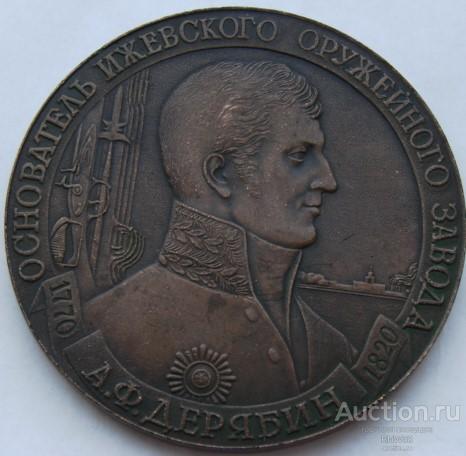 ОСНОВАТЕЛЬ ИЖЕВСКОГО ОРУЖЕЙНОГО ЗАВОДА
1770
А.Ф. ДЕРЯБИН
1820
Auction.ru